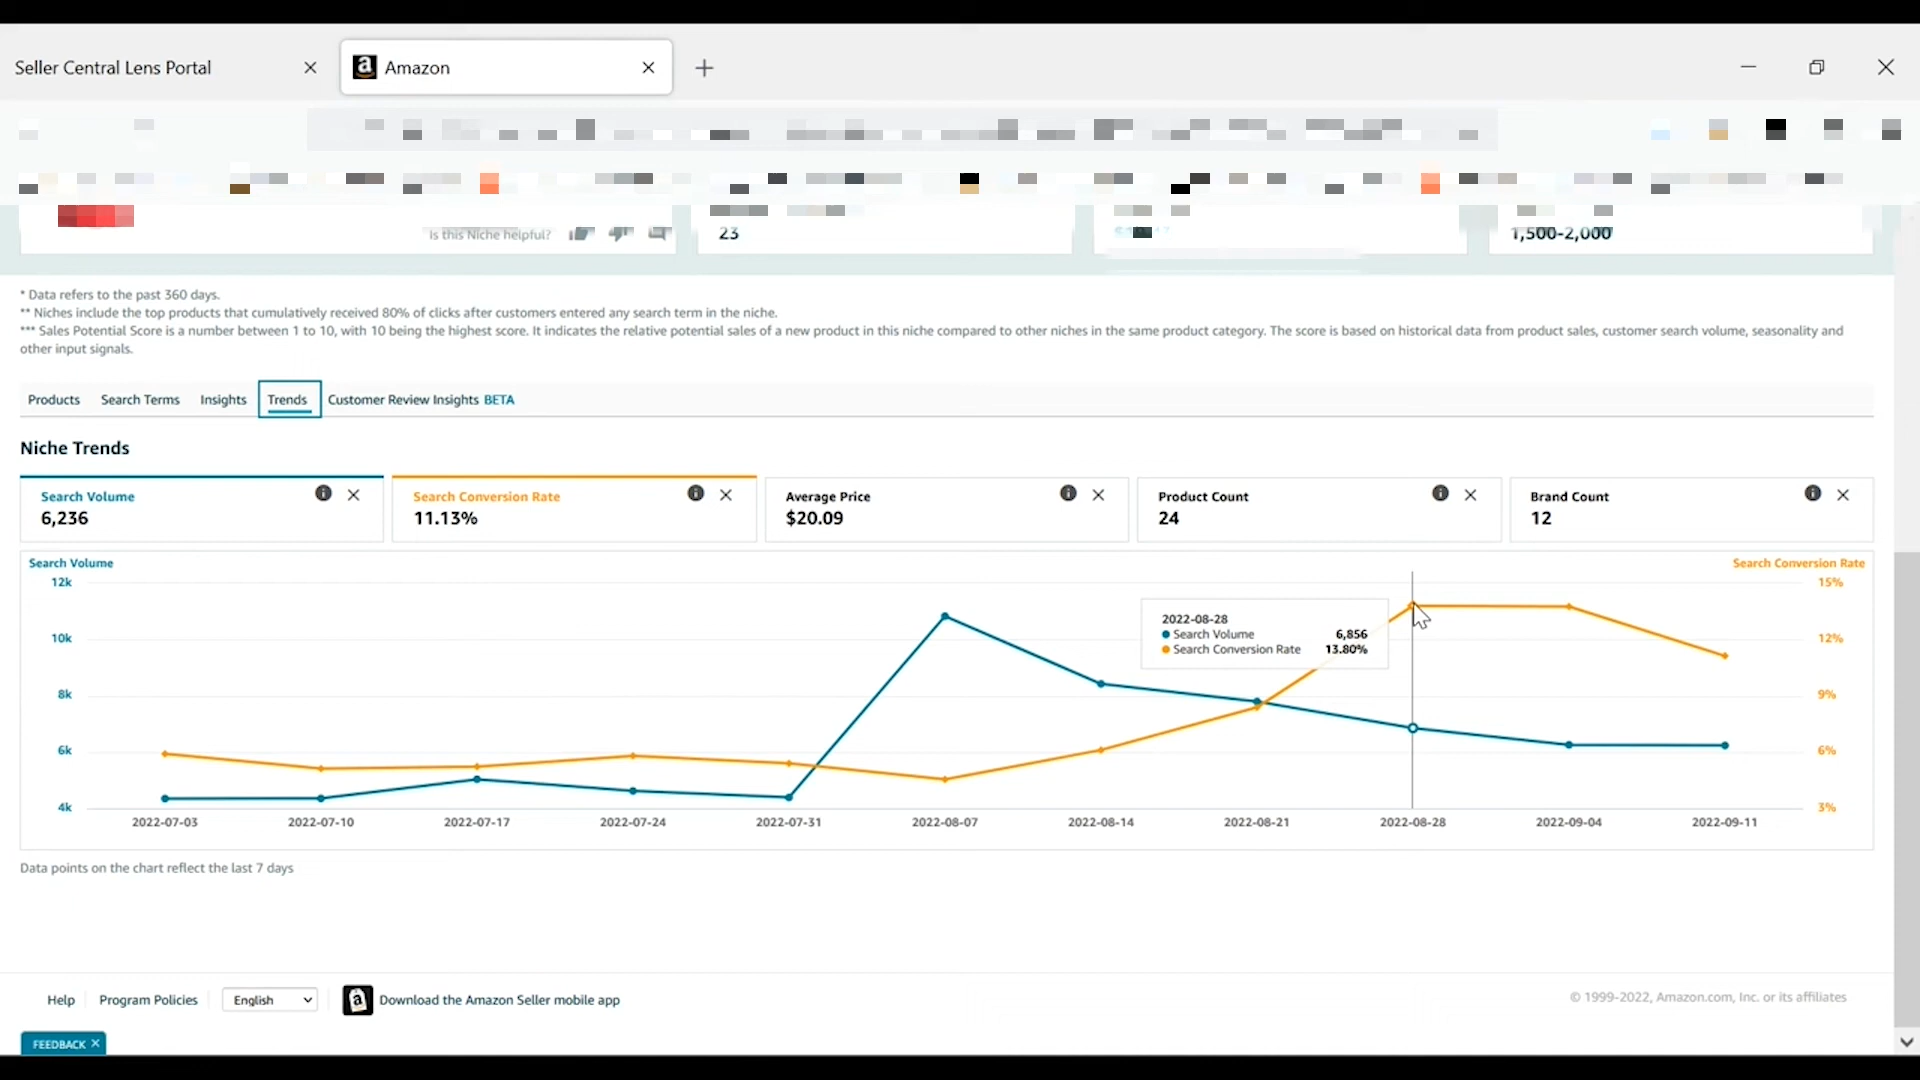 Seller Central Lens Portal
Amazon
Is this Niche helpful?
23
1,500-2,000
* Data refers to the past 360 days.
** Niches include the top products that cumulatively received 80% of clicks after customers entered any search term in the niche.
*** Sales Potential Score is a number between 1 to 10, with 10 being the highest score. It indicates the relative potential sales of a new product in this niche compared to other niches in the same product category. The score is based on historical data from product sales, customer search volume, seasonality and
other input signals.
Products Search Terms Insights Trends Customer Review Insights BETA
Niche Trends
Search Volume
6,236
Search Conversion Rate
11.13%
Average Price
$20.09
Product Count
24
Brand Count
12
Search Volume Search Conversion Rate
12k 15%
10k 12%
8k 9%
6k 6%
4k 3%
2022-08-28
Search Volume 6,856
Search Conversion Rate 13.80%
2022-07-03 2022-07-10 2022-07-17 2022-07-24 2022-07-31 2022-08-07 2022-08-14 2022-08-21 2022-08-28 2022-09-04 2022-09-11
Data points on the chart reflect the last 7 days
Help Program Policies English Download the Amazon Seller mobile app © 1999-2022, Amazon.com, Inc. or its affiliates
FEEDBACK